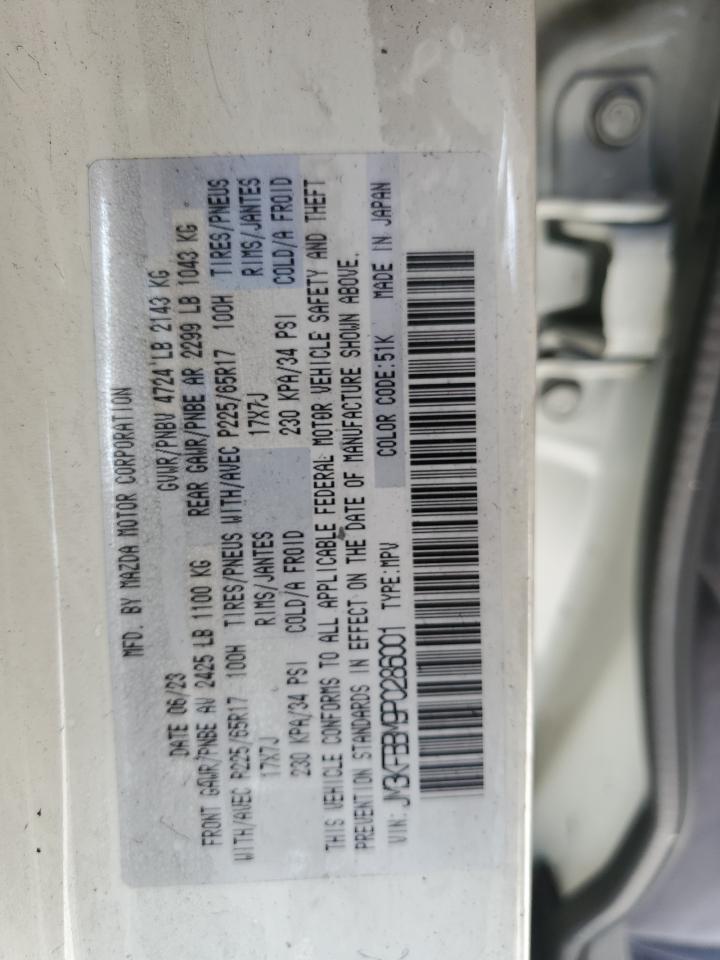 MFD. BY MAZDA MOTOR CORPORATION
DATE 06/23 GVWR/PNBV 4724 LB 2143 KG
FRONT GAWR/PNBE AV 2425 LB 1100 KG REAR GAWR/PNBE AR 2299 LB 1043 KG
WITH/AVEC P225/65R17 100H TIRES/PNEUS WITH/AVEC P225/65R17 100H TIRES/PNEUS
17X7J RIMS/JANTES 17X7J RIMS/JANTES
230 KPA/34 PSI COLD/A FROID 230 KPA/34 PSI COLD/A FROID
THIS VEHICLE CONFORMS TO ALL APPLICABLE FEDERAL MOTOR VEHICLE SAFETY AND THEFT
PREVENTION STANDARDS IN EFFECT ON THE DATE OF MANUFACTURE SHOWN ABOVE.
VIN: JM3KFBBM9P0286001 TYPE:MPV COLOR CODE:51K MADE IN JAPAN